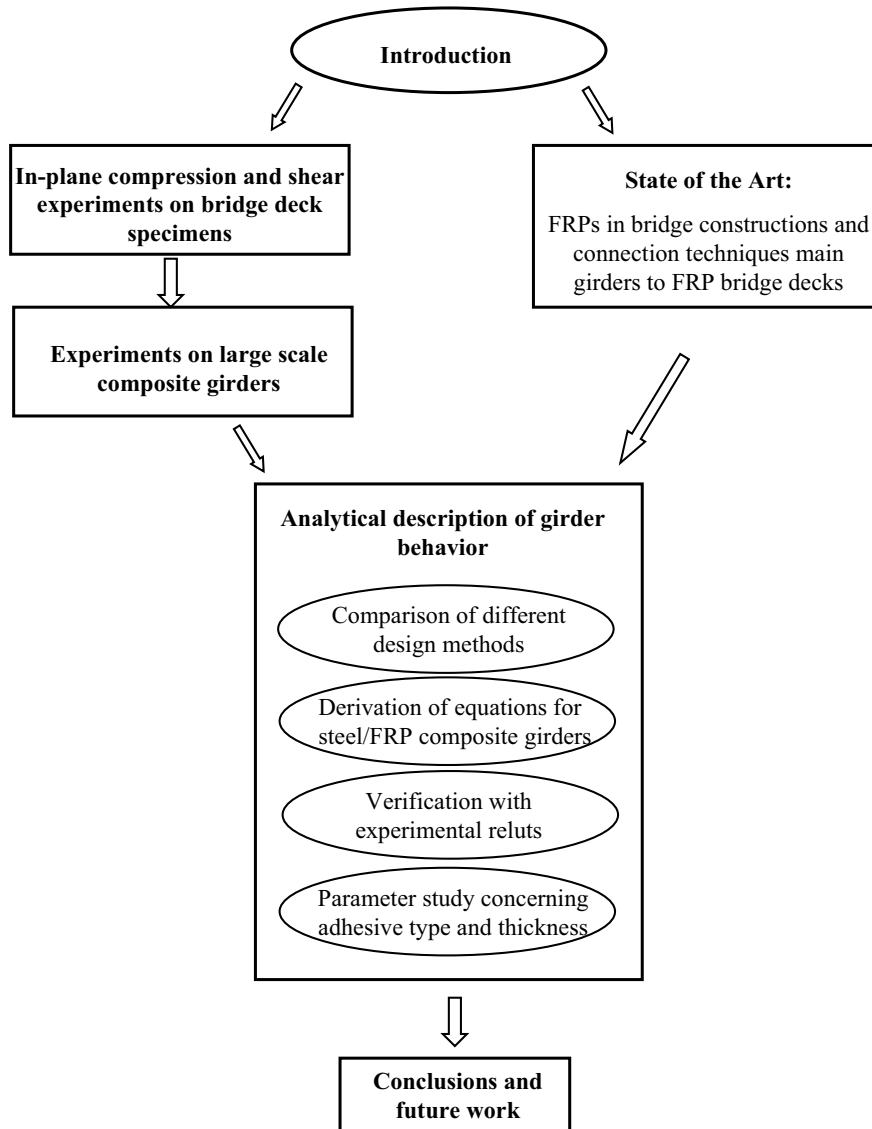 Introduction
In-plane compression and shear
experiments on bridge deck
specimens
State of the Art:
FRPs in bridge constructions and
connection techniques main
girders to FRP bridge decks
Experiments on large scale
composite girders
Analytical description of girder
behavior
Comparison of different
design methods
Derivation of equations for
steel/FRP composite girders
Verification with
experimental reluts
Parameter study concerning
adhesive type and thickness
Conclusions and
future work